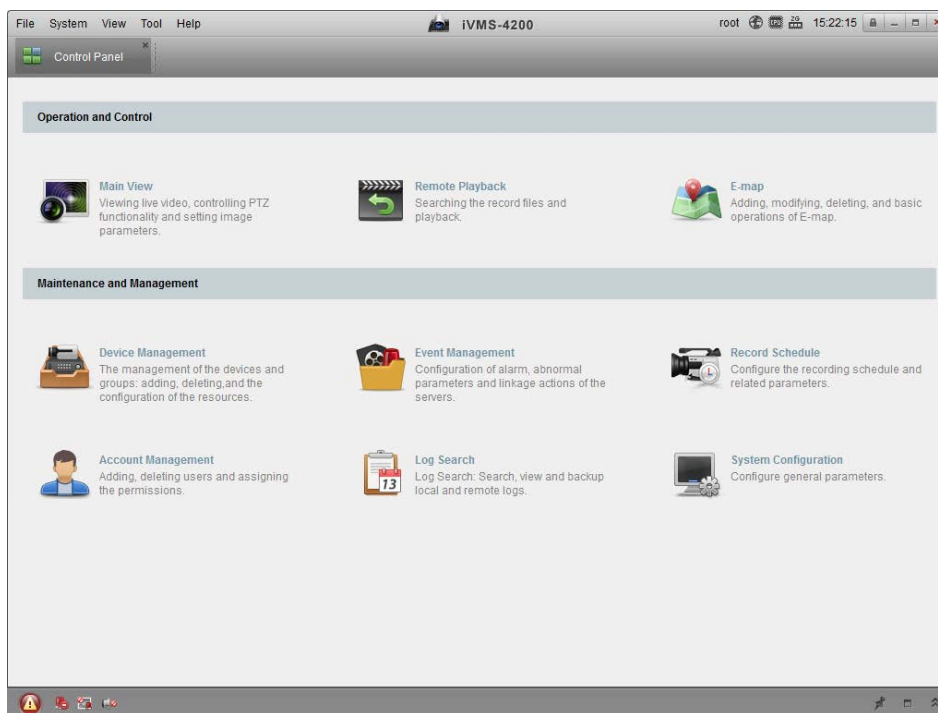 File System View Tool Help iVMS-4200 root 15:22:15
Control Panel
Operation and Control
Main View
Viewing live video, controlling PTZ
functionality and setting image
parameters.
Remote Playback
Searching the record files and
playback.
E-map
Adding, modifying, deleting, and basic
operations of E-map.
Maintenance and Management
Device Management
The management of the devices and
groups: adding, deleting,and the
configuration of the resources.
Event Management
Configuration of alarm, abnormal
parameters and linkage actions of the
servers.
Record Schedule
Configure the recording schedule and
related parameters.
Account Management
Adding, deleting users and assigning
the permissions.
13
Log Search
Log Search: Search, view and backup
local and remote logs.
System Configuration
Configure general parameters.